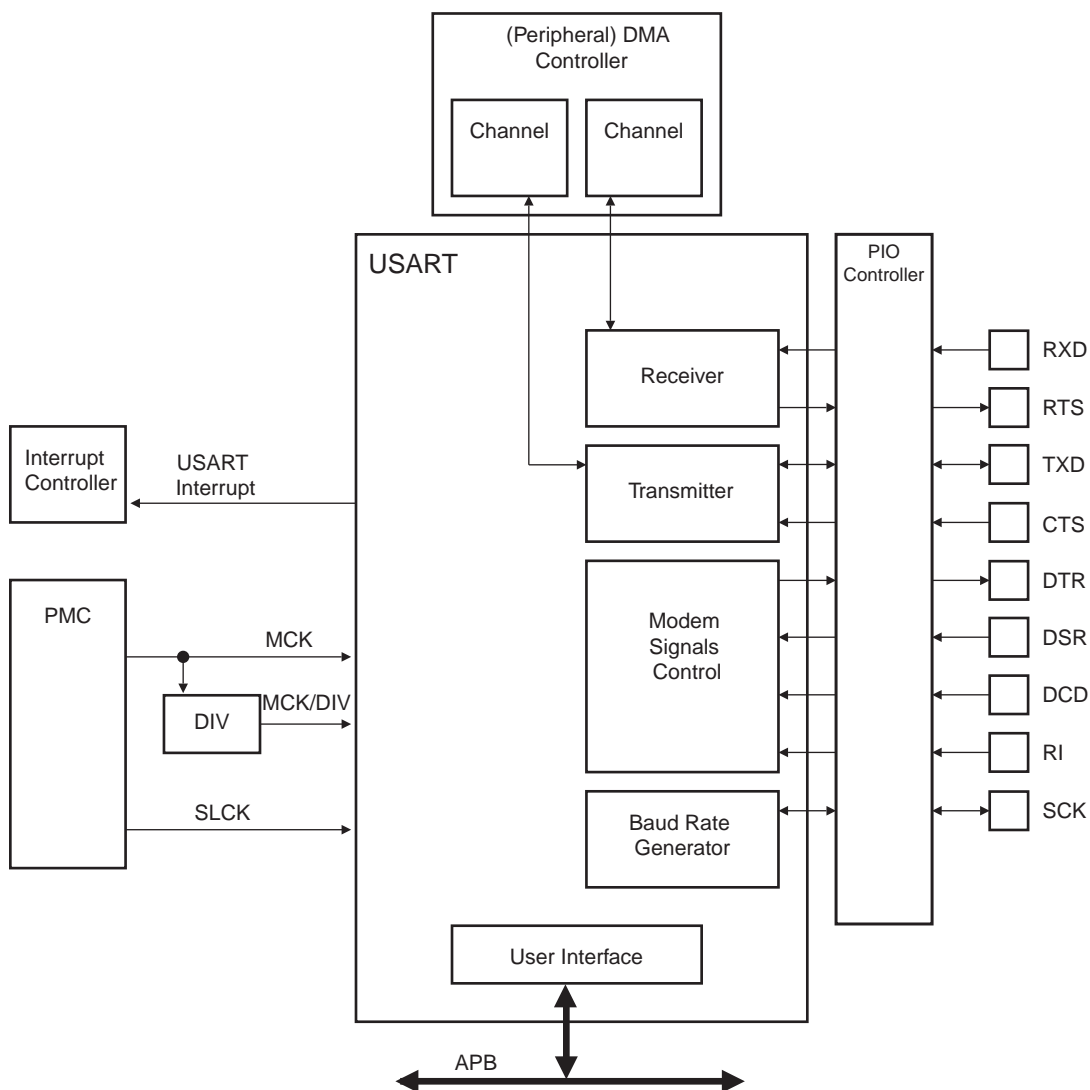 (Peripheral) DMA
Controller
Channel
Channel
USART
PIO
Controller
Receiver
RXD
RTS
Interrupt
Controller
USART
Interrupt
Transmitter
TXD
CTS
PMC
MCK
DIV
MCK/DIV
SLCK
Modem
Signals
Control
DTR
DSR
DCD
RI
Baud Rate
Generator
SCK
User Interface
APB